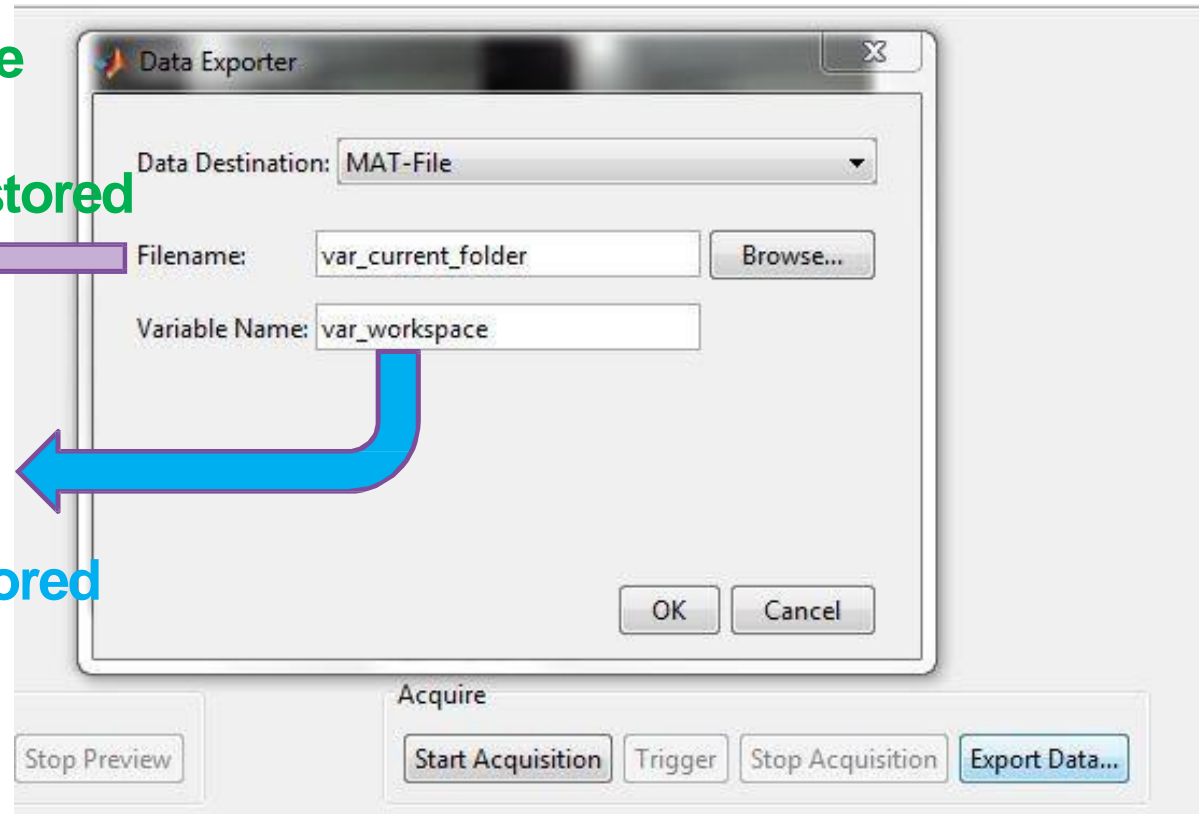 e
Data Exporter
Data Destination: MAT-File
stored
Filename: var_current_folder Browse...
Variable Name: var_workspace
ored
OK Cancel
Acquire
Stop Preview Start Acquisition Trigger Stop Acquisition Export Data...